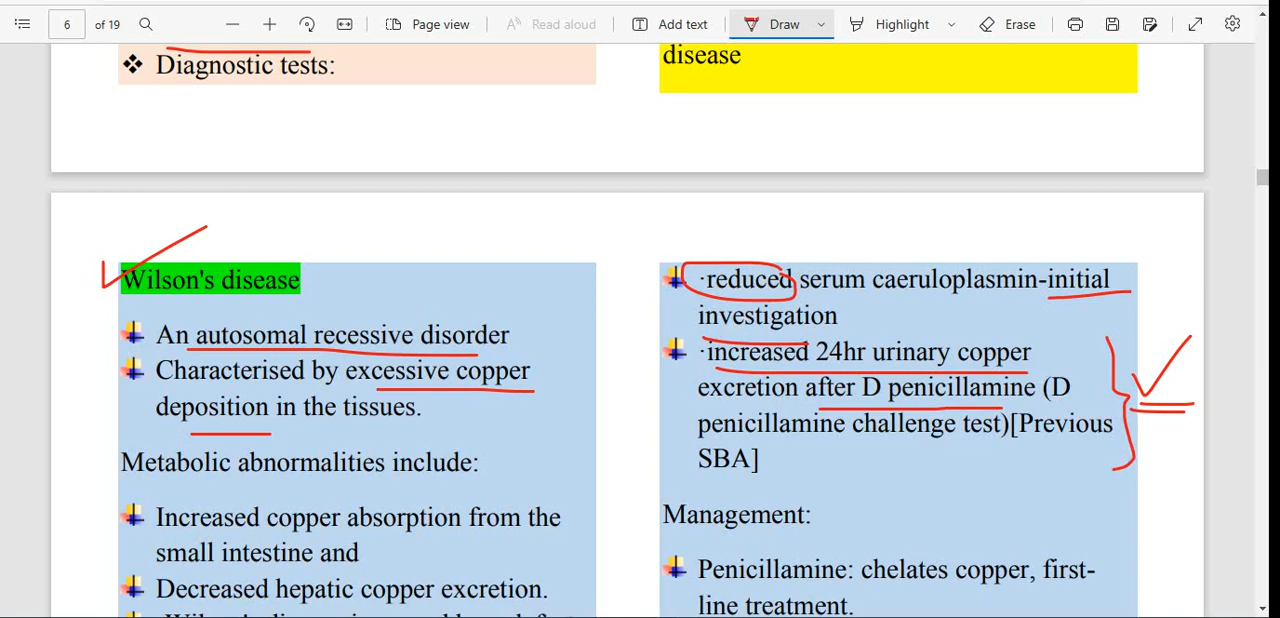 6 of 19
Page view
Read aloud
Add text
Draw
Highlight
Erase
Diagnostic tests:
disease
Wilson's disease
An autosomal recessive disorder
Characterised by excessive copper
deposition in the tissues.
Metabolic abnormalities include:
Increased copper absorption from the
small intestine and
Decreased hepatic copper excretion.
·reduced serum caeruloplasmin-initial
investigation
·increased 24hr urinary copper
excretion after D penicillamine (D
penicillamine challenge test)[Previous
SBA]
Management:
Penicillamine: chelates copper, first-
line treatment.